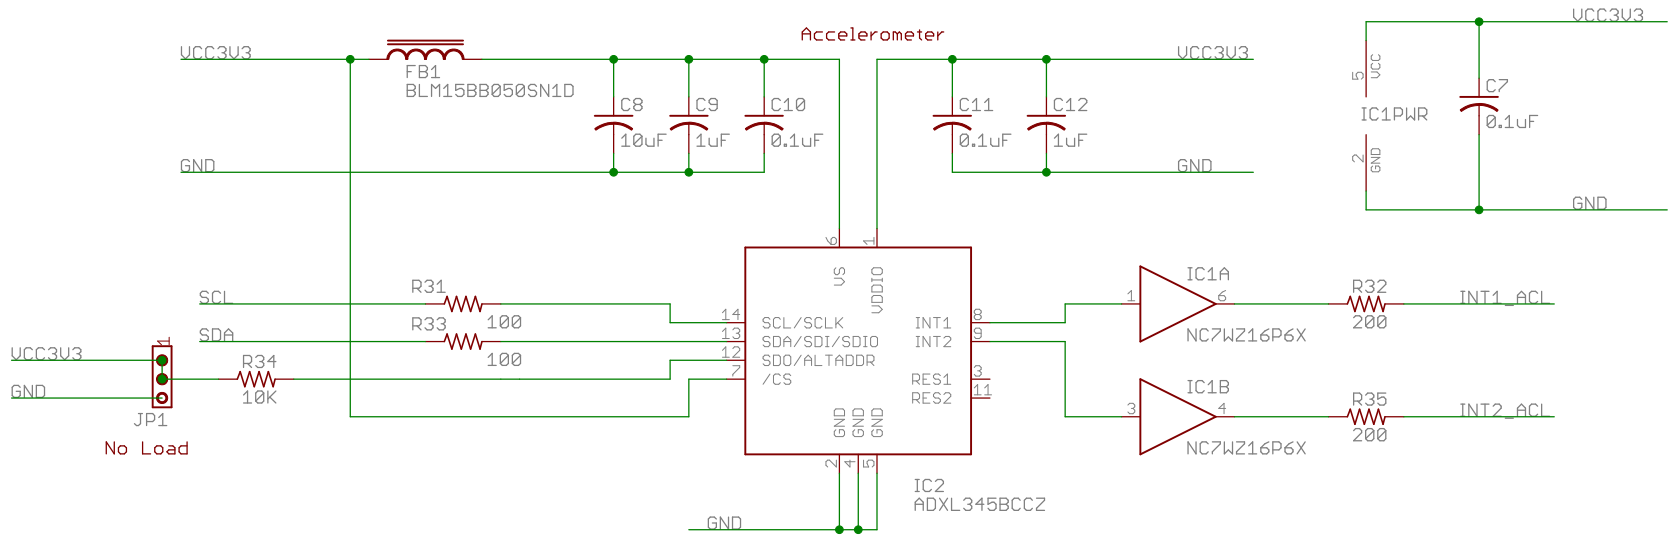 Accelerometer
VCC3V3
FB1
BLM15BB050SN1D
C8
10uF
C9
1uF
C10
0.1uF
GND
C11
0.1uF
C12
1uF
VCC3V3
GND
VCC3V3
5
VCC
IC1PWR
2
GND
C7
0.1uF
GND
6
1
VS
VDDIO
SCL
R31
100
14
SCL/SCLK
SDA
R33
100
13
SDA/SDI/SDIO
12
SDO/ALTADDR
7
/CS
VCC3V3
GND
1
JP1
No Load
R34
10K
INT1
8
INT2
9
RES1
3
RES2
11
GND
GND
GND
2
4
5
GND
IC2
ADXL345BCCZ
1
IC1A
6
NC7WZ16P6X
R32
200
INT1_ACL
3
IC1B
4
NC7WZ16P6X
R35
200
INT2_ACL